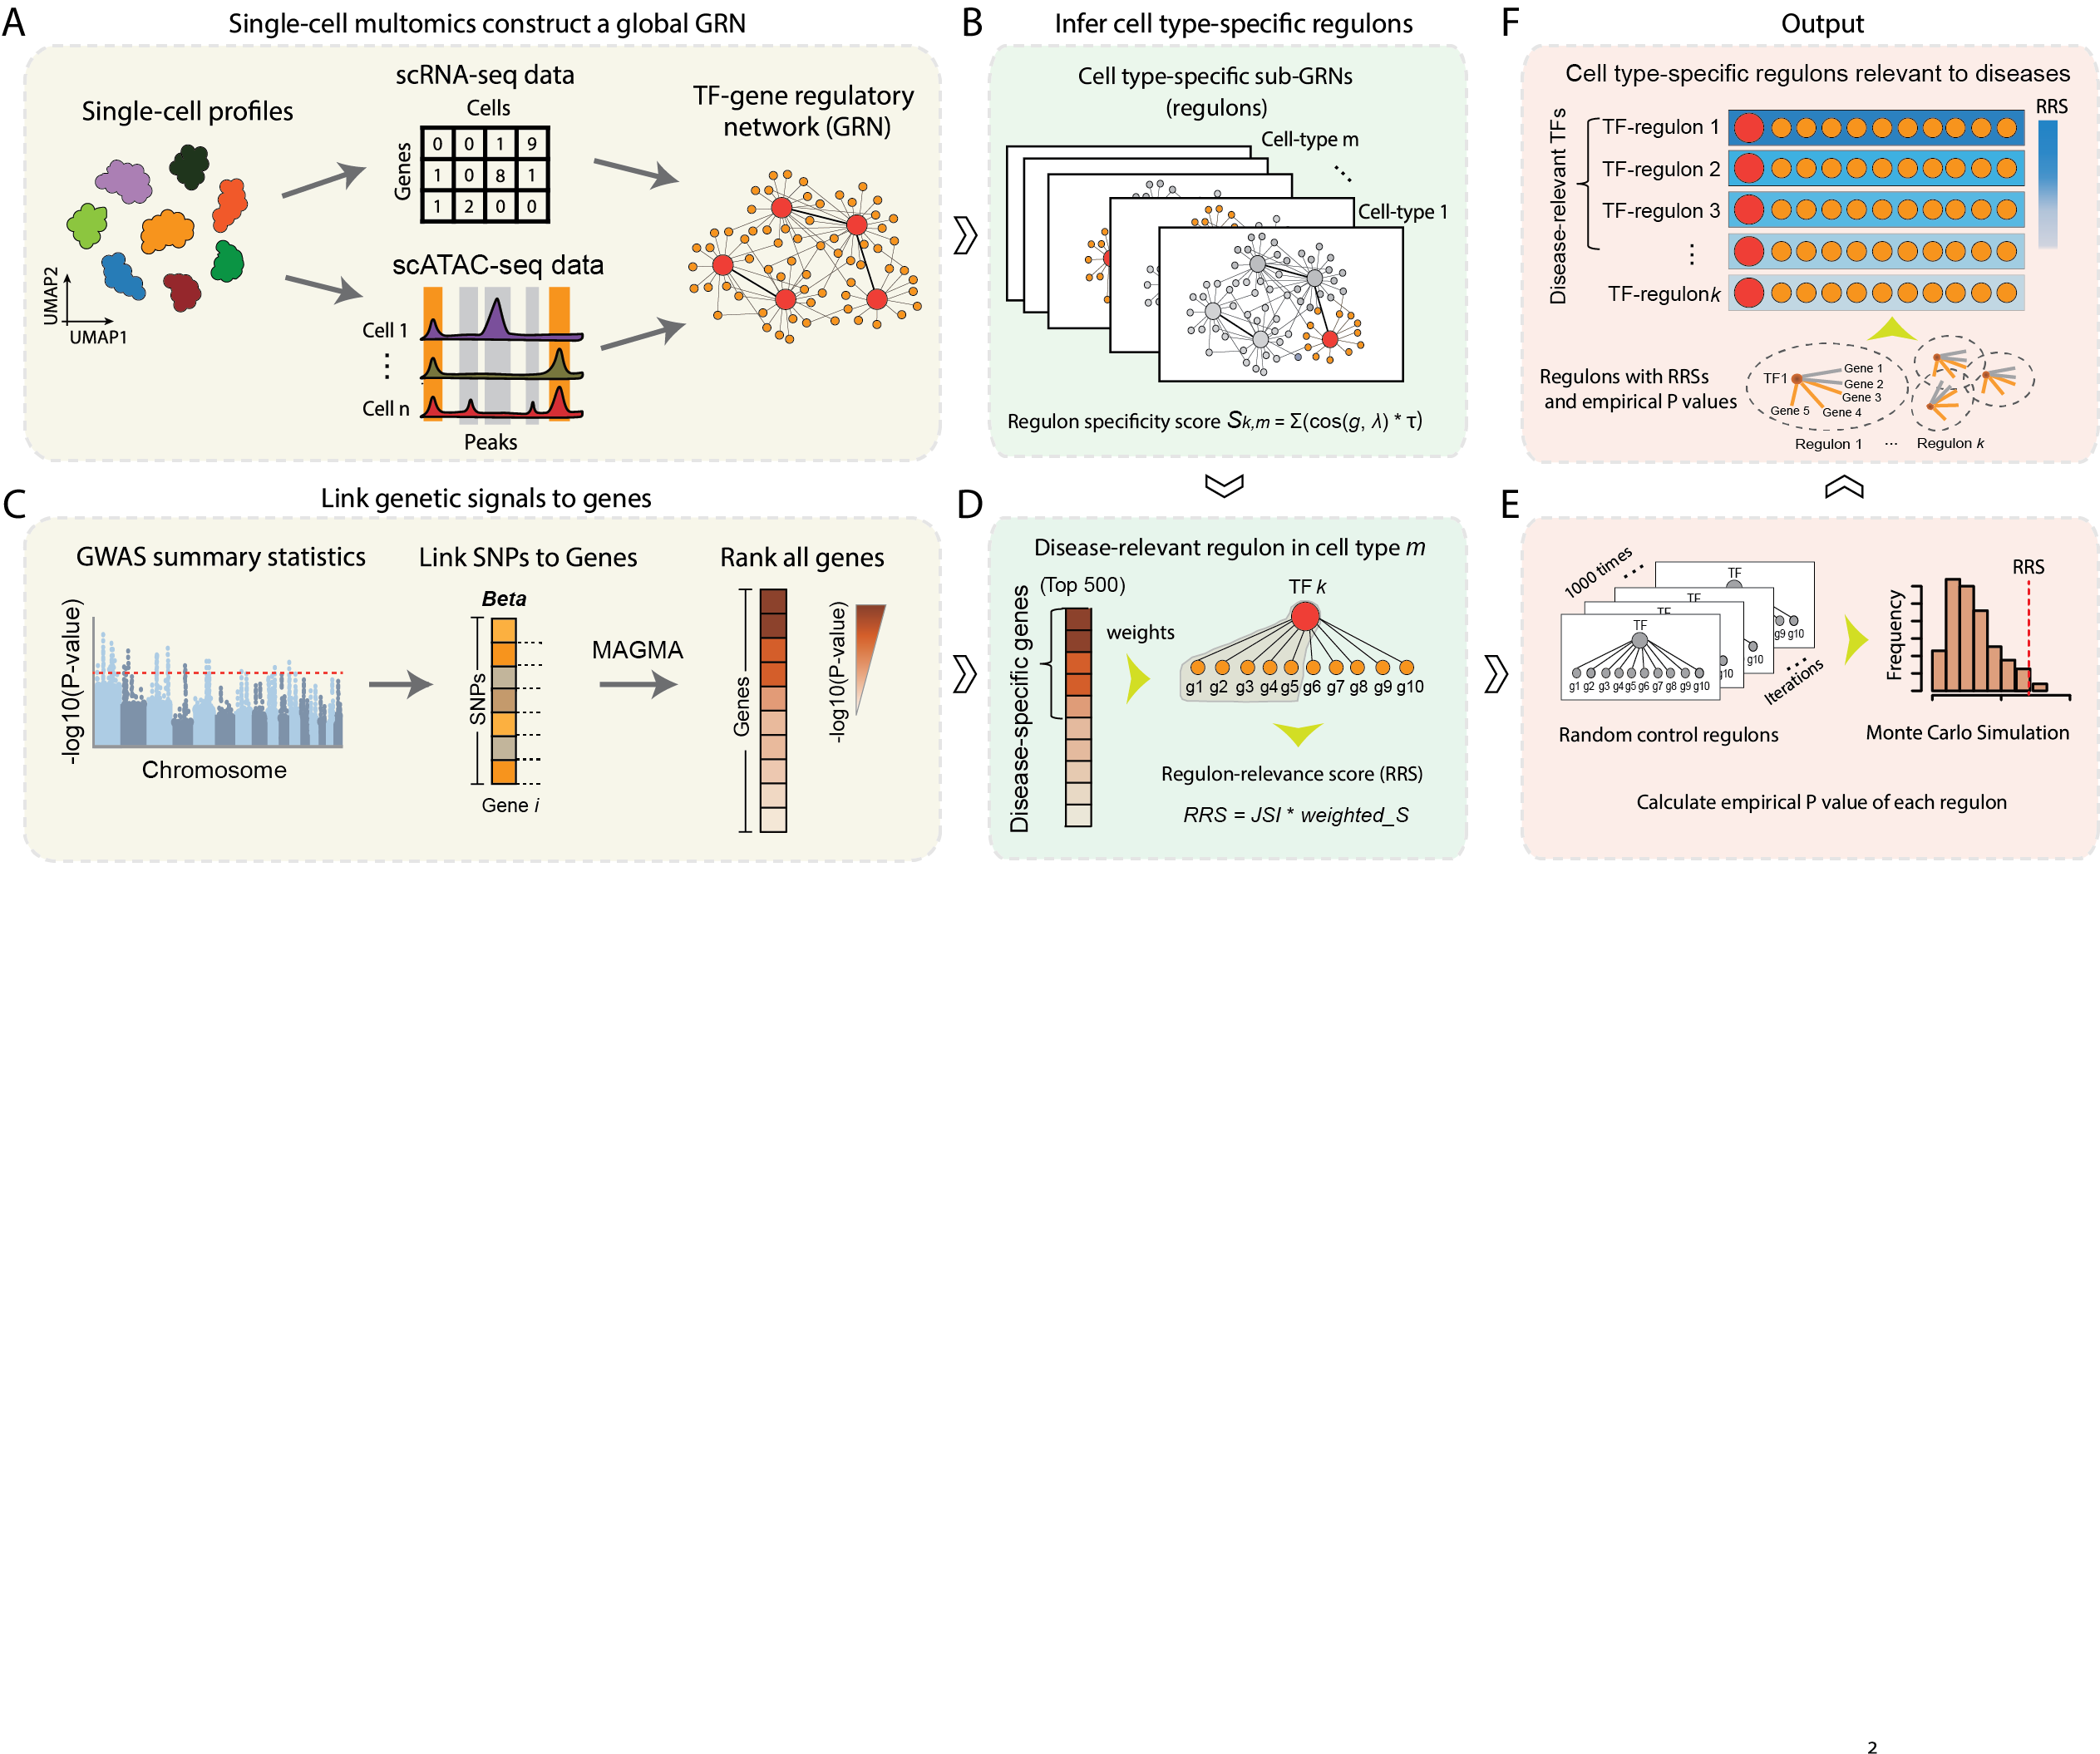 A
Single-cell multomics construct a global GRN
Single-cell profiles
UMAP2
UMAP1
scRNA-seq data
Cells
Genes
0 0 1 9
1 0 8 1
1 2 0 0
scATAC-seq data
Cell 1
⋮
Cell n
Peaks
TF-gene regulatory
network (GRN)
B
Infer cell type-specific regulons
Cell type-specific sub-GRNs
(regulons)
Cell-type m
...
Cell-type 1
Regulon specificity score Sk,m = Σ(cos(g, λ) * τ)
C
Link genetic signals to genes
GWAS summary statistics
-log10(P-value)
Chromosome
Link SNPs to Genes
Beta
SNPs
Gene i
MAGMA
Rank all genes
Genes
-log10(P-value)
D
Disease-relevant regulon in cell type m
Disease-specific genes
(Top 500)
weights
TF k
g1 g2 g3 g4 g5 g6 g7 g8 g9 g10
Regulon-relevance score (RRS)
RRS = JSI * weighted_S
E
1000 times
...
TF
g9 g10
TF
g10
TF
g10
TF
g1 g2 g3 g4 g5 g6 g7 g8 g9 g10
...
Iterations
Random control regulons
Frequency
RRS
Monte Carlo Simulation
Calculate empirical P value of each regulon
F
Output
Cell type-specific regulons relevant to diseases
Disease-relevant TFs
TF-regulon 1
TF-regulon 2
TF-regulon 3
⋮
TF-regulonk
RRS
Regulons with RRSs
and empirical P values
TF1
Gene 1
Gene 2
Gene 3
Gene 4
Gene 5
Regulon 1 ... Regulon k
2